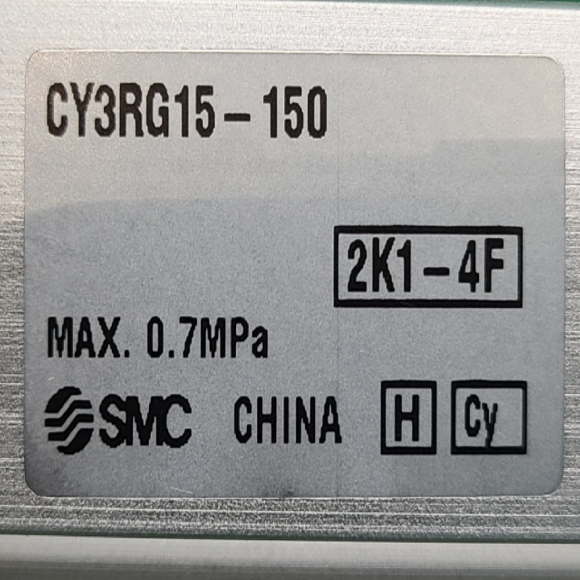 CY3RG15-150
2K1-4F
MAX. 0.7MPa
SMC CHINA H Cy